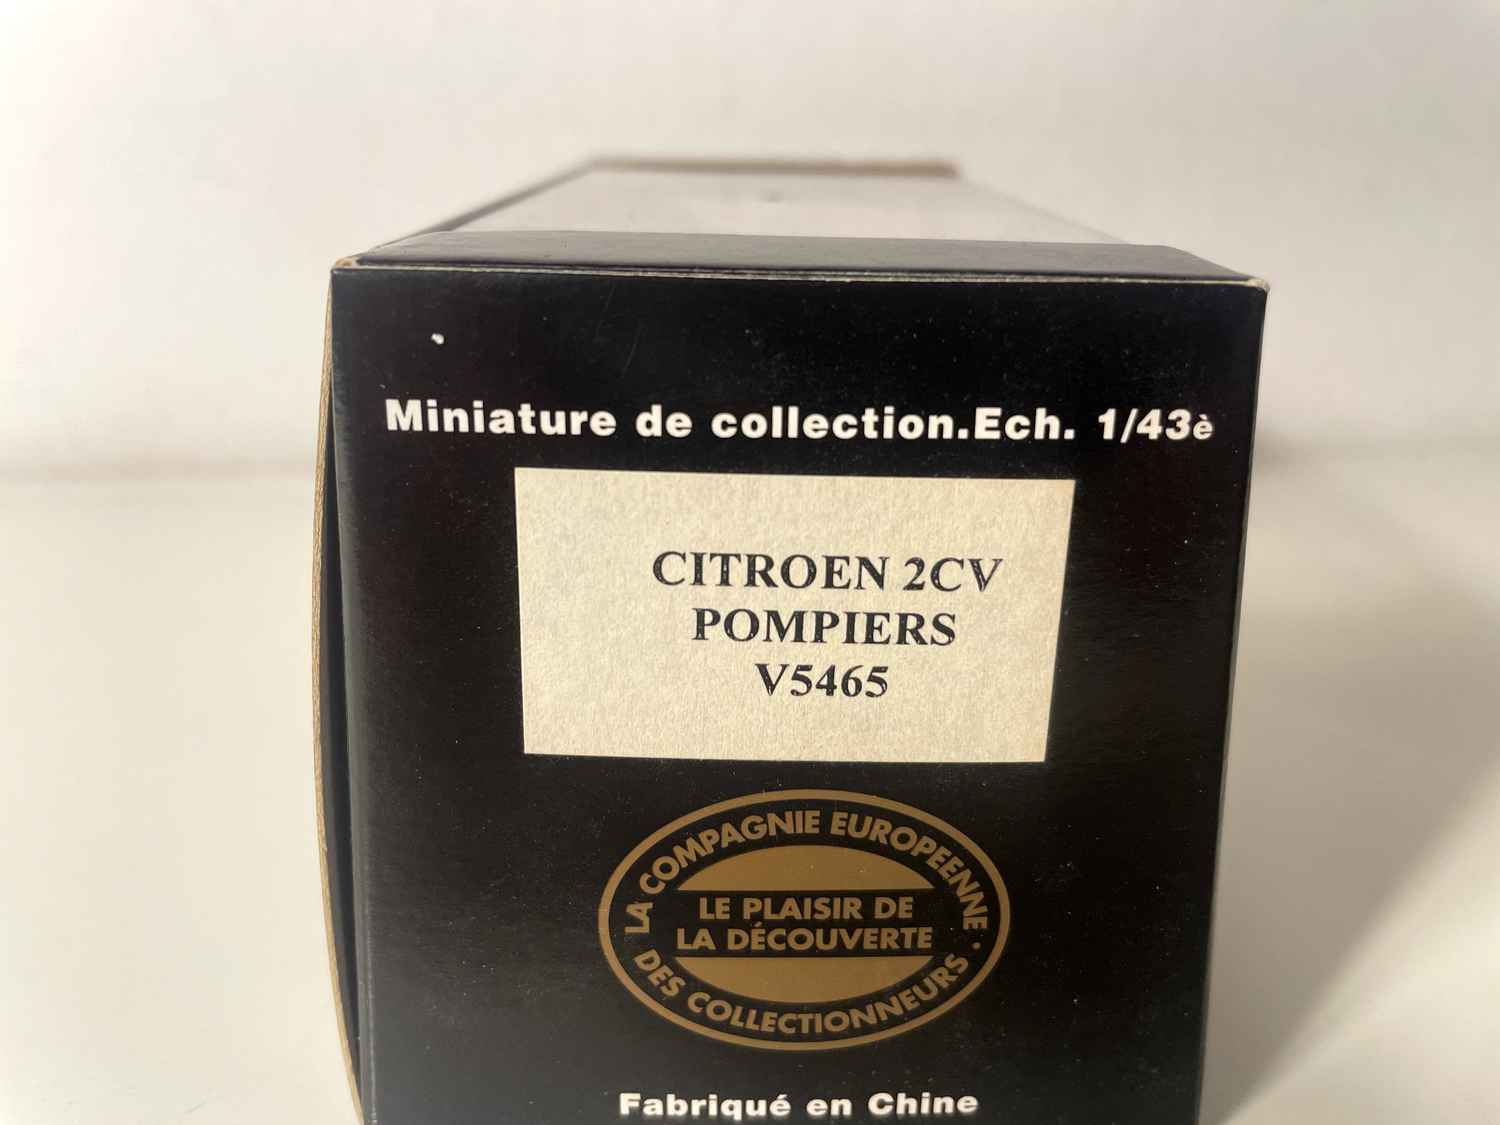 Miniature de collection.Ech. 1/43è
CITROEN 2CV
POMPIERS
V5465
LA COMPAGNIE EUROPEENNE
LE PLAISIR DE
LA DÉCOUVERTE
DES COLLECTIONNEURS
Fabriqué en Chine